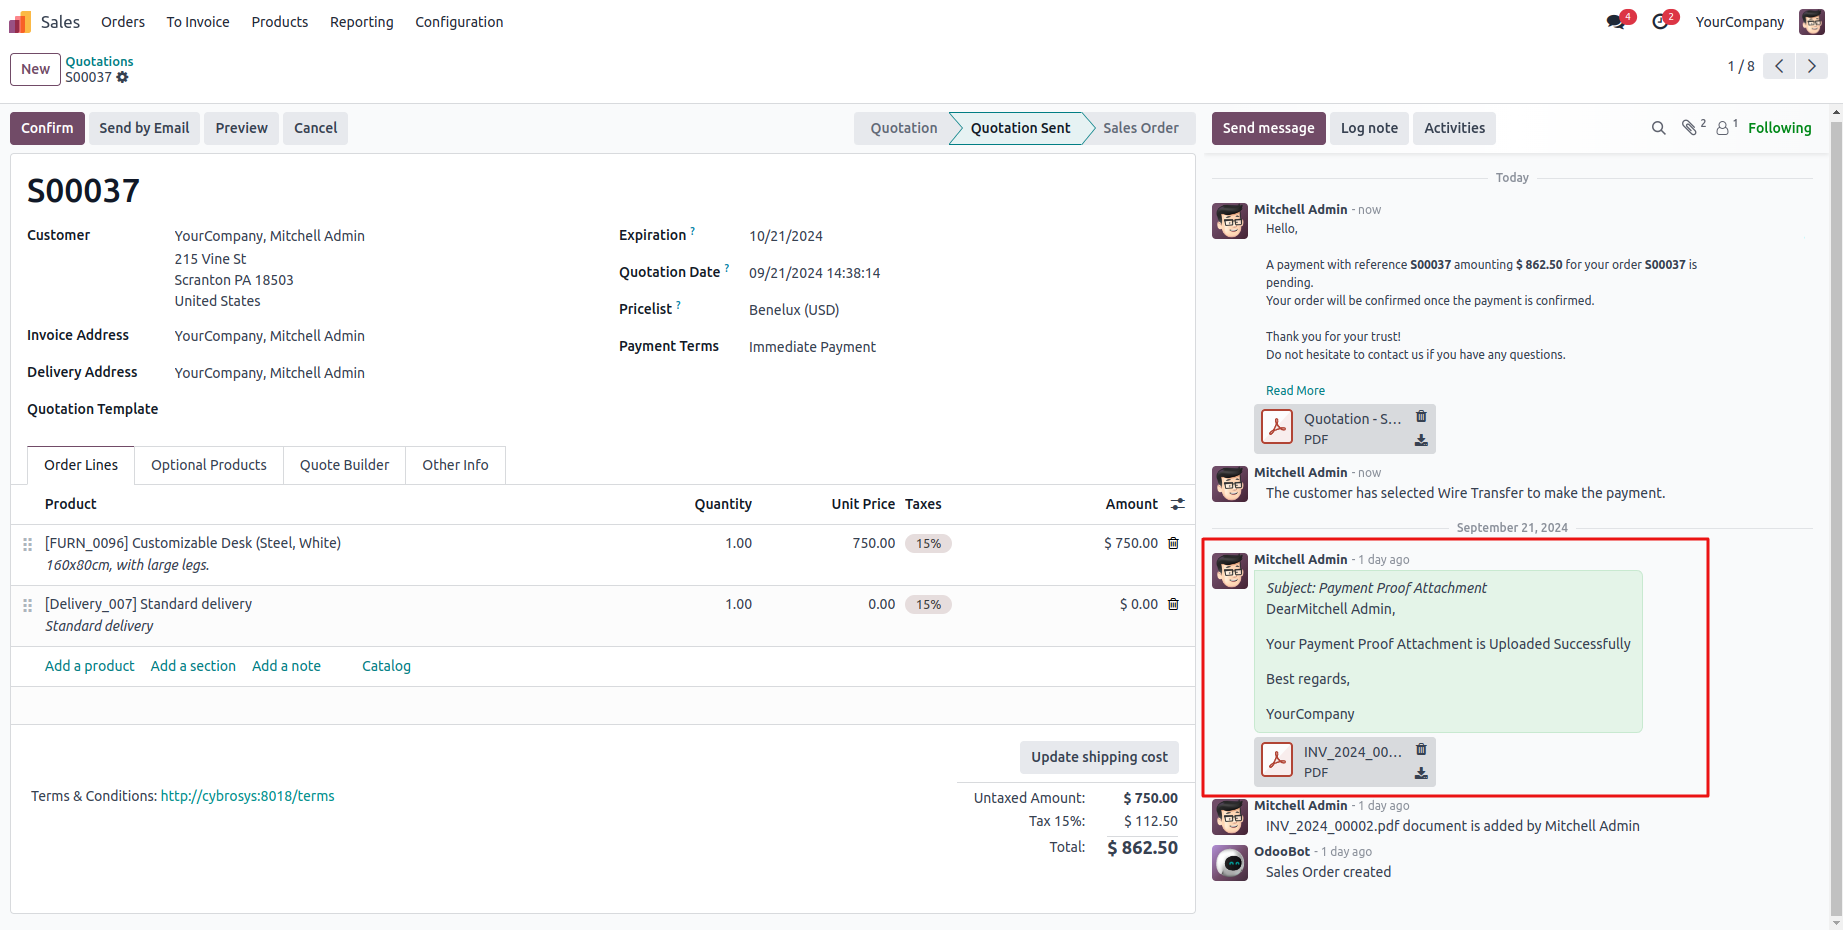 Sales Orders To Invoice Products Reporting Configuration 4 2 YourCompany
New Quotations
S00037
1 / 8
Confirm Send by Email Preview Cancel Quotation Quotation Sent Sales Order
Send message Log note Activities 2 1 Following
S00037
Customer YourCompany, Mitchell Admin
215 Vine St
Scranton PA 18503
United States
Invoice Address YourCompany, Mitchell Admin
Delivery Address YourCompany, Mitchell Admin
Quotation Template
Expiration ? 10/21/2024
Quotation Date ? 09/21/2024 14:38:14
Pricelist ? Benelux (USD)
Payment Terms Immediate Payment
Order Lines Optional Products Quote Builder Other Info
Product Quantity Unit Price Taxes Amount
[FURN_0096] Customizable Desk (Steel, White) 1.00 750.00 15% $ 750.00
160x80cm, with large legs.
[Delivery_007] Standard delivery 1.00 0.00 15% $ 0.00
Standard delivery
Add a product Add a section Add a note Catalog
Update shipping cost
Terms & Conditions: http://cybrosys:8018/terms
Untaxed Amount: $ 750.00
Tax 15%: $ 112.50
Total: $ 862.50
Today
Mitchell Admin - now
Hello,
A payment with reference S00037 amounting $ 862.50 for your order S00037 is
pending.
Your order will be confirmed once the payment is confirmed.
Thank you for your trust!
Do not hesitate to contact us if you have any questions.
Read More
Quotation - S...
PDF
Mitchell Admin - now
The customer has selected Wire Transfer to make the payment.
September 21, 2024
Mitchell Admin - 1 day ago
Subject: Payment Proof Attachment
DearMitchell Admin,
Your Payment Proof Attachment is Uploaded Successfully
Best regards,
YourCompany
INV_2024_00...
PDF
Mitchell Admin - 1 day ago
INV_2024_00002.pdf document is added by Mitchell Admin
OdooBot - 1 day ago
Sales Order created